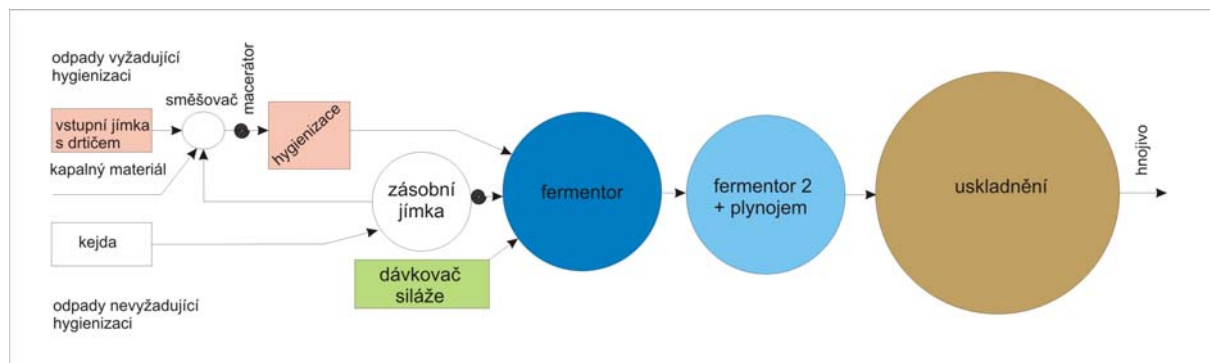 odpady vyžadující
hygienizaci
směšovač
macerátor
vstupní jímka
s drtičem
hygienizace
kapalný materiál
zásobní
jímka
fermentor
fermentor 2
+ plynojem
uskladnění
hnojivo
kejda
dávkovač
siláže
odpady nevyžadující
hygienizaci